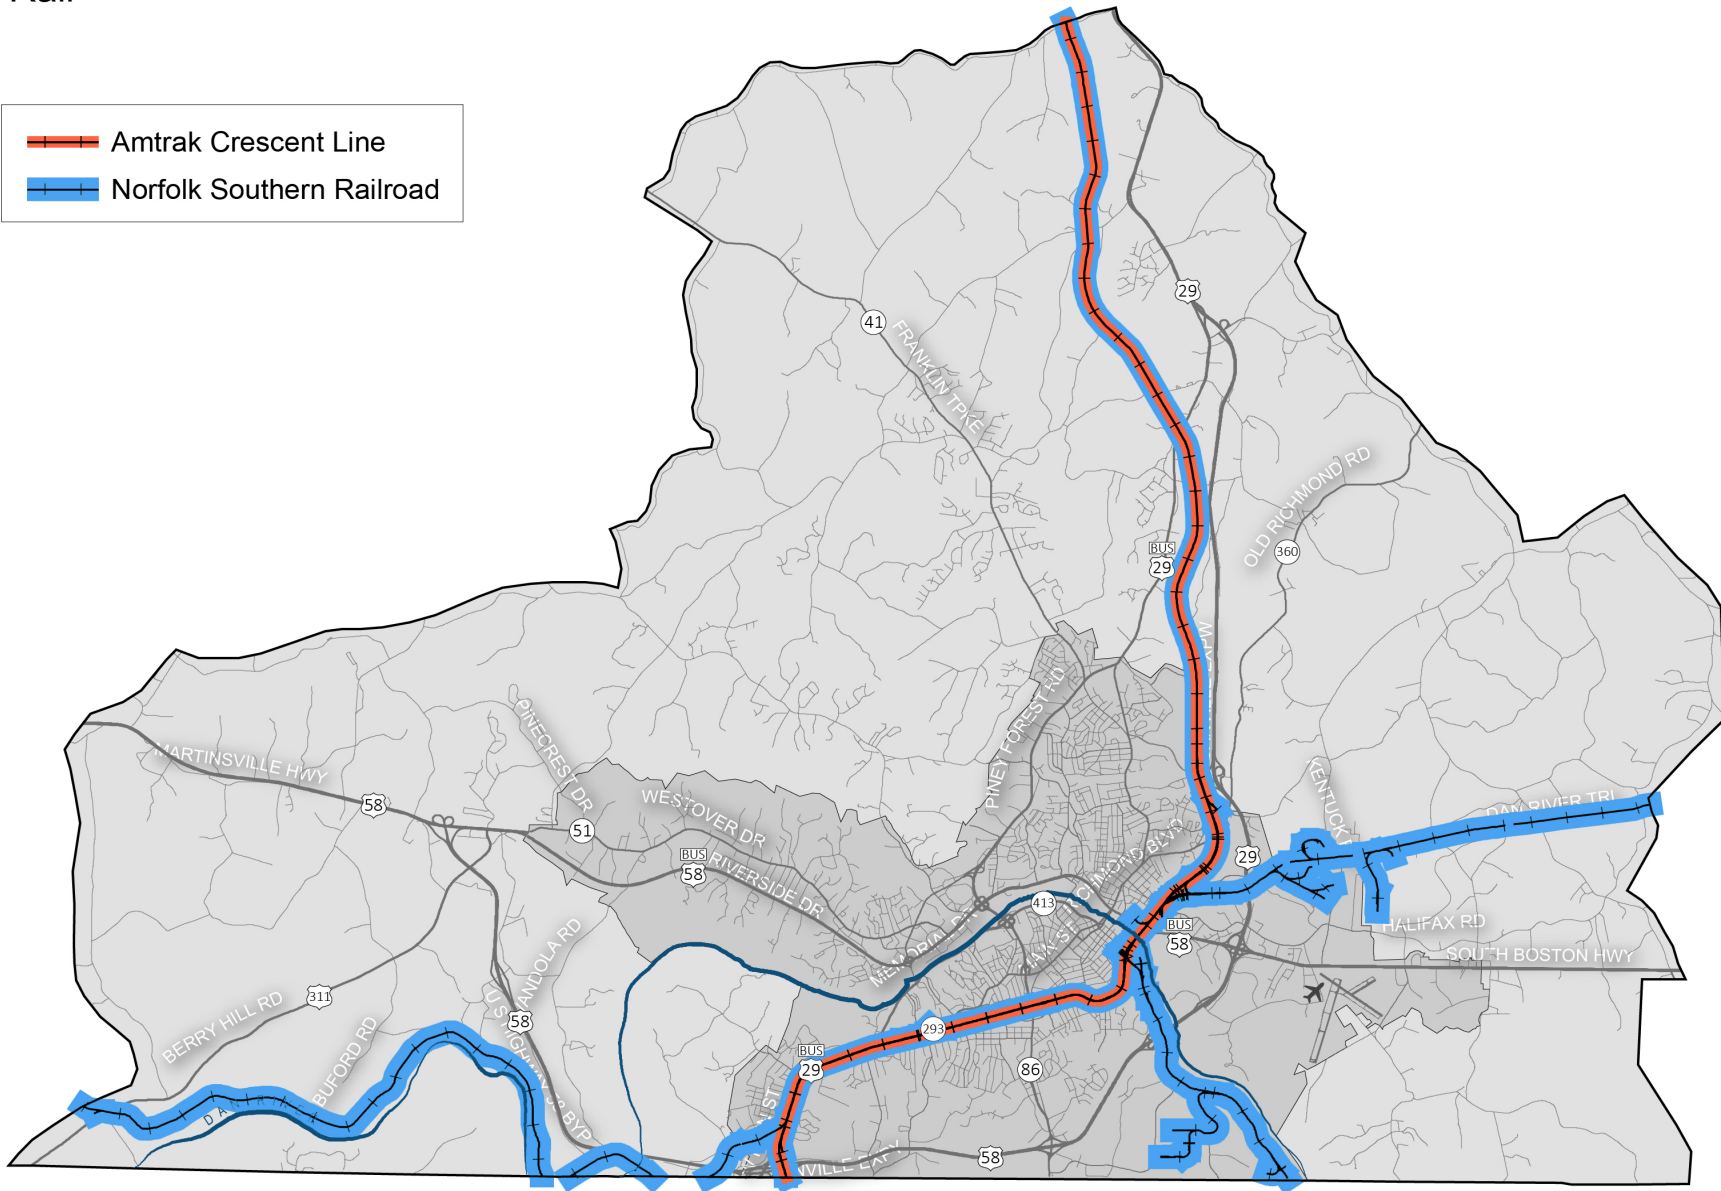 Amtrak Crescent Line
Norfolk Southern Railroad
29
41
FRANKLIN TPKE
OLD RICHMOND RD
360
BUS
29
PINEY FOREST RD
PINECREST DR
MARTINSVILLE HWY
58
51
WESTOVER DR
BUS
58
RIVERSIDE DR
DAN RIVER TRL
29
413
MEMORIAL DR
BUS
58
HALIFAX RD
SOUTH BOSTON HWY
311
BERRY HILL RD
BUFORD RD
58
293
BUS
29
86
58